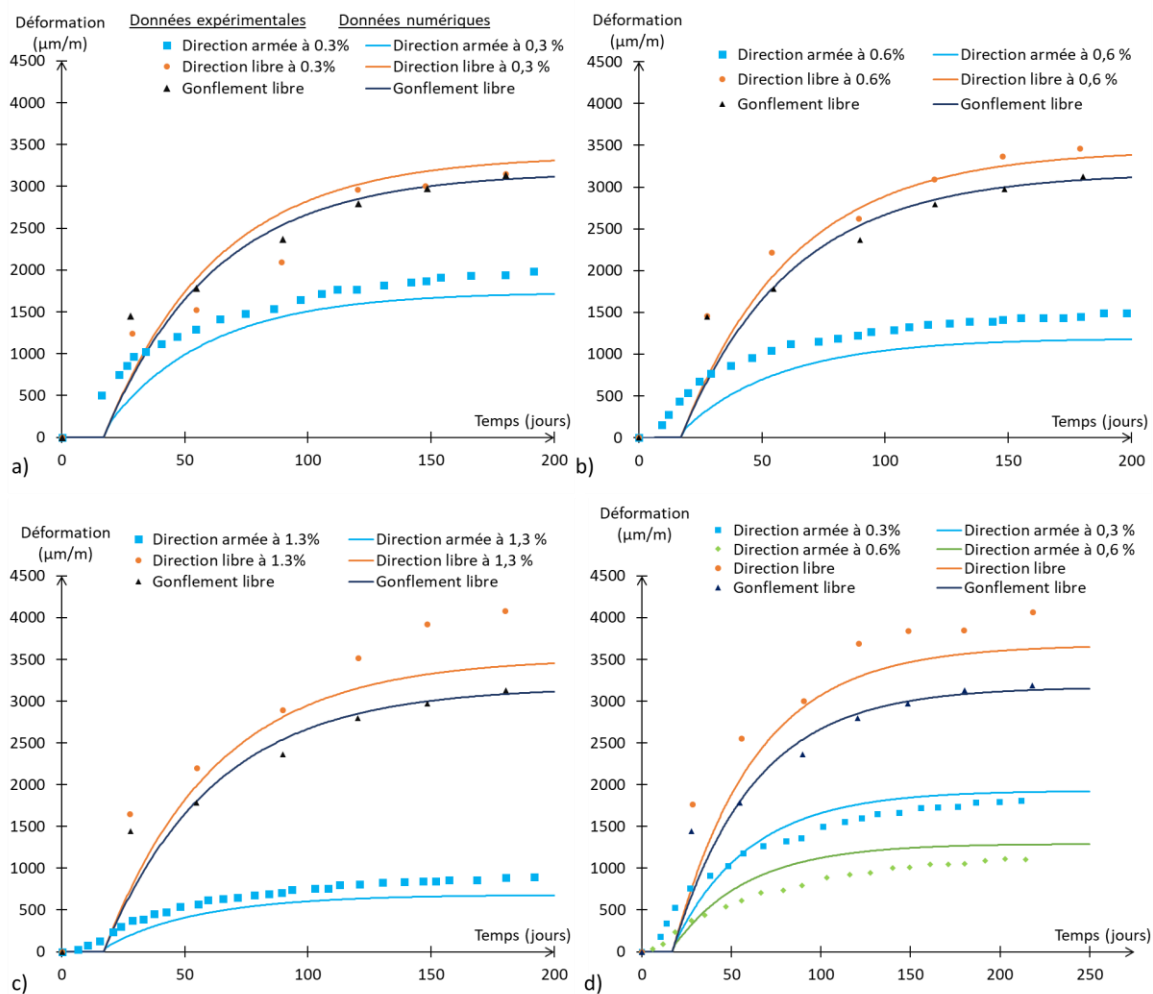 Déformation
(µm/m)
Données expérimentales
Données numériques
Direction armée à 0.3%
Direction armée à 0,3 %
Direction libre à 0.3%
Direction libre à 0,3 %
Gonflement libre
Gonflement libre
4500
4000
3500
3000
2500
2000
1500
1000
500
0
Temps (jours)
0 50 100 150 200
a)
Déformation
(µm/m)
Direction armée à 0.6%
Direction armée à 0,6 %
Direction libre à 0.6%
Direction libre à 0,6 %
Gonflement libre
Gonflement libre
4500
4000
3500
3000
2500
2000
1500
1000
500
0
Temps (jours)
0 50 100 150 200
b)
Déformation
(µm/m)
Direction armée à 1.3%
Direction armée à 1,3 %
Direction libre à 1.3%
Direction libre à 1,3 %
Gonflement libre
Gonflement libre
4500
4000
3500
3000
2500
2000
1500
1000
500
0
Temps (jours)
0 50 100 150 200
c)
Déformation
(µm/m)
Direction armée à 0.3%
Direction armée à 0,3 %
Direction armée à 0.6%
Direction armée à 0,6 %
Direction libre
Direction libre
Gonflement libre
Gonflement libre
4500
4000
3500
3000
2500
2000
1500
1000
500
0
Temps (jours)
0 50 100 150 200 250
d)